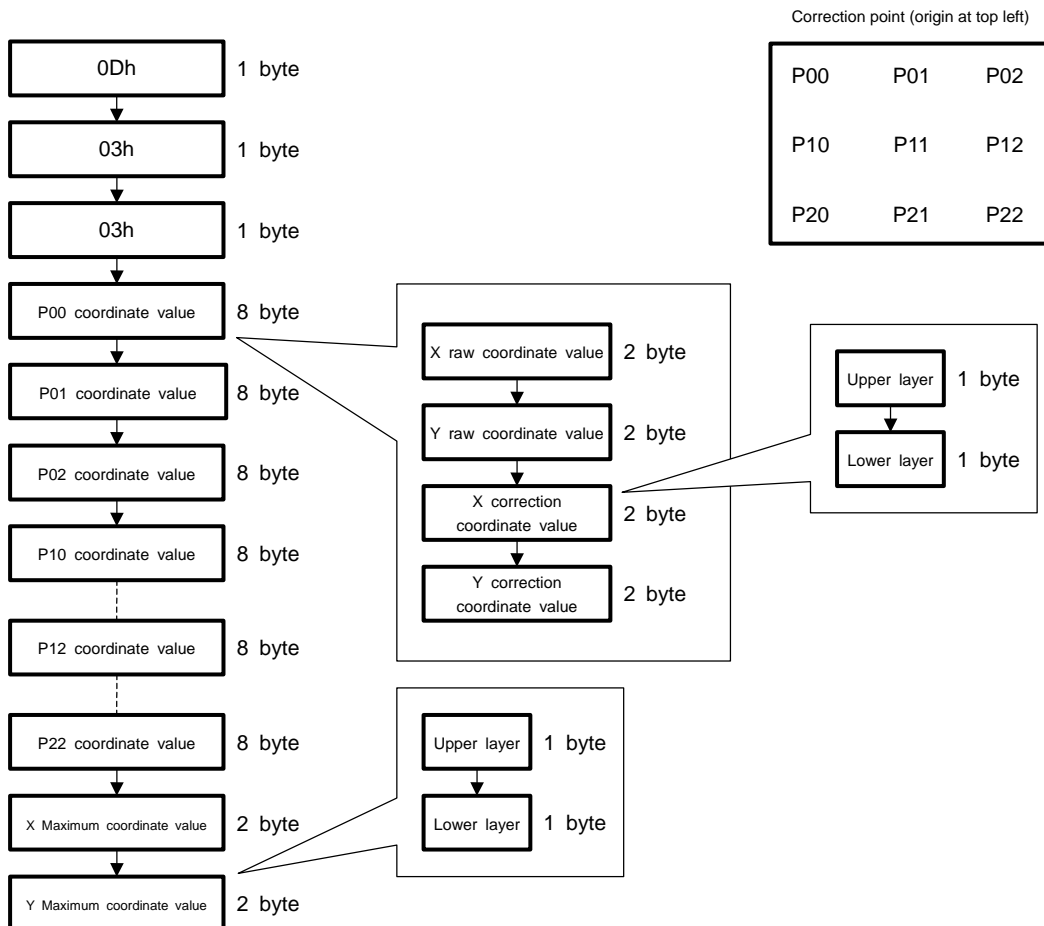 Correction point (origin at top left)
P00 P01 P02
P10 P11 P12
P20 P21 P22
0Dh 1 byte
03h 1 byte
03h 1 byte
P00 coordinate value 8 byte
P01 coordinate value 8 byte
P02 coordinate value 8 byte
P10 coordinate value 8 byte
P12 coordinate value 8 byte
P22 coordinate value 8 byte
X Maximum coordinate value 2 byte
Y Maximum coordinate value 2 byte
X raw coordinate value 2 byte
Y raw coordinate value 2 byte
X correction
coordinate value 2 byte
Y correction
coordinate value 2 byte
Upper layer 1 byte
Lower layer 1 byte
Upper layer 1 byte
Lower layer 1 byte